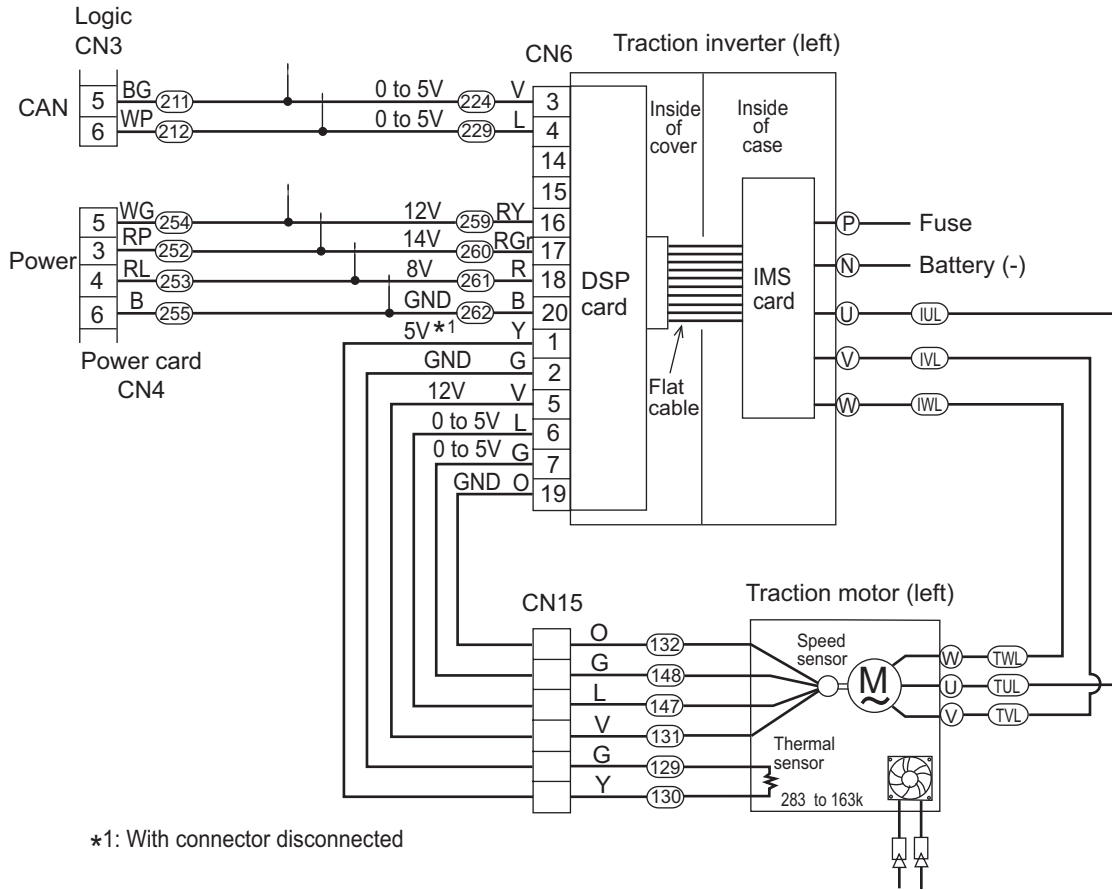 Logic
CN3
CN6
Traction inverter (left)
CAN
5 BG 211 0 to 5V 224 V 3
6 WP 212 0 to 5V 229 L 4
14
15
Inside
of
cover
Inside
of
case
Power
5 WG 254 12V 259 RY 16
3 RP 252 14V 260 RGr 17
4 RL 253 8V 261 R 18
6 B 255 GND 262 B 20
Power card
CN4
5V *1 Y 1
GND G 2
12V V 5
0 to 5V L 6
0 to 5V G 7
GND O 19
DSP
card
Flat
cable
IMS
card
P Fuse
N Battery (-)
U IUL
V IVL
W IWL
CN15
Traction motor (left)
O 132
G 148
L 147
V 131
G 129
Y 130
Speed
sensor
M
W TWL
U TUL
V TVL
Thermal
sensor
283 to 163k
*1: With connector disconnected